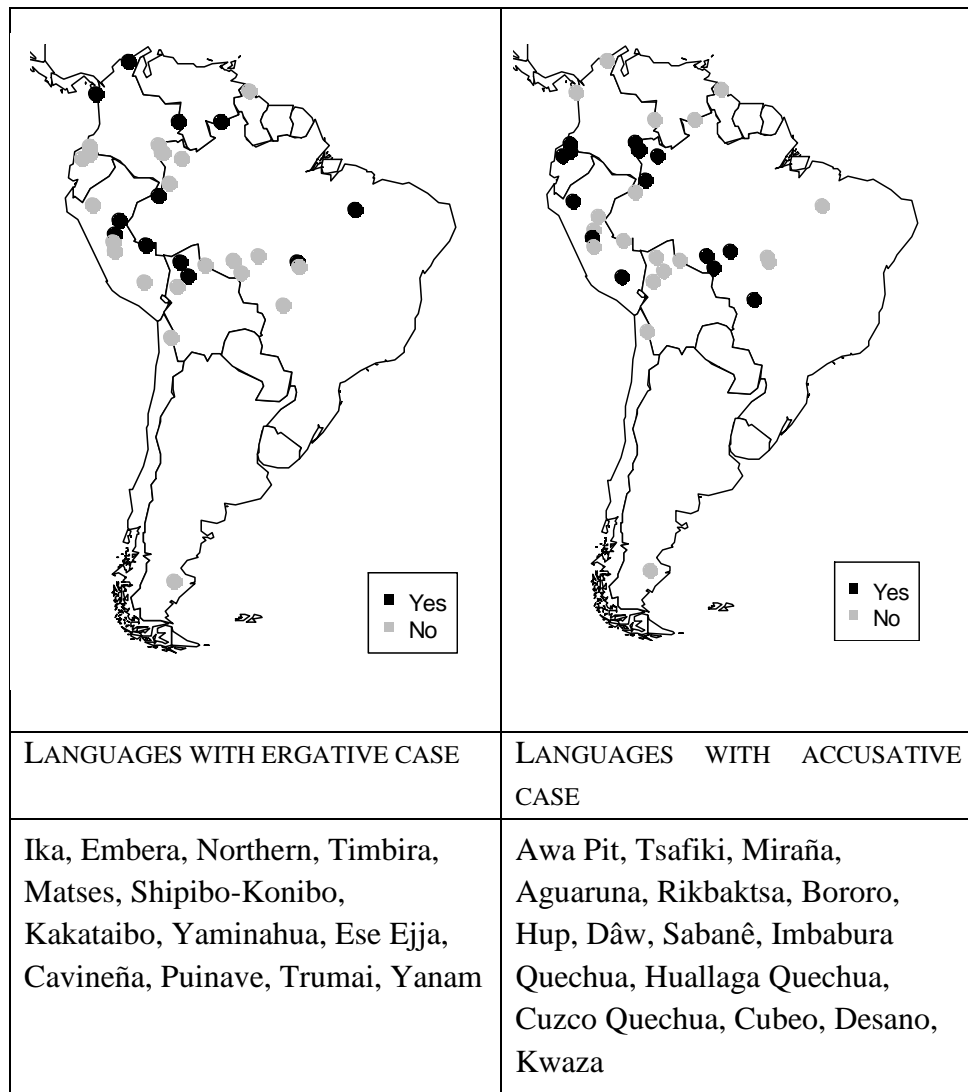 Yes
No
Yes
No
LANGUAGES WITH ERGATIVE CASE
LANGUAGES WITH ACCUSATIVE
CASE
Ika, Embera, Northern, Timbira,
Matses, Shipibo-Konibo,
Kakataibo, Yaminahua, Ese Ejja,
Cavineña, Puinave, Trumai, Yanam
Awa Pit, Tsafiki, Miraña,
Aguaruna, Rikbaktsa, Bororo,
Hup, Dâw, Sabanê, Imbabura
Quechua, Huallaga Quechua,
Cuzco Quechua, Cubeo, Desano,
Kwaza